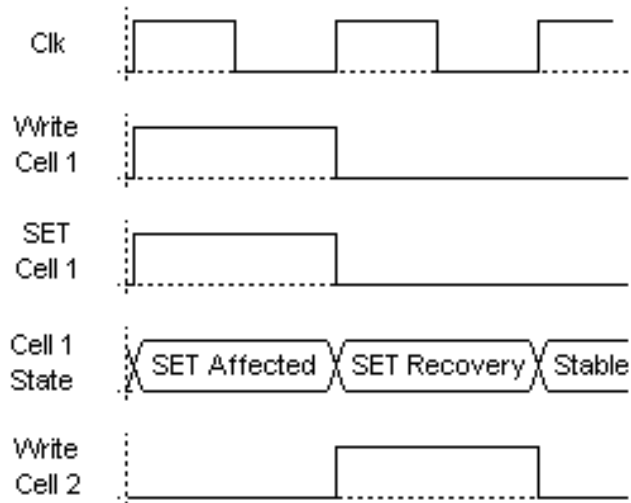 Clk
Write
Cell 1
SET
Cell 1
Cell 1
State
SET Affected
SET Recovery
Stable
Write
Cell 2